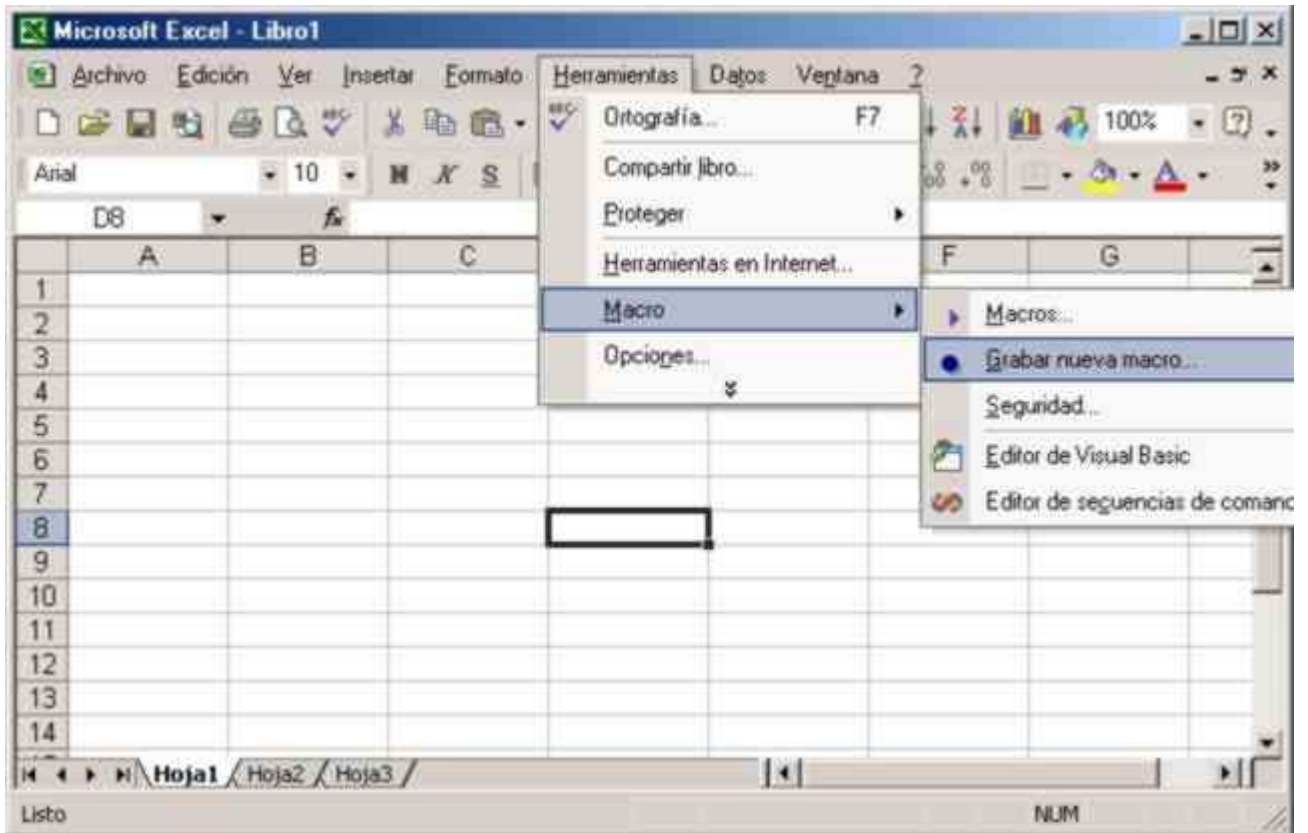 Microsoft Excel - Libro1
Archivo Edición Ver Insertar Formato Herramientas Datos Ventana ?
100%
Arial 10 N K S
D8 fx
Ortografía... F7
Compartir libro...
Proteger
Herramientas en Internet...
Macro
Opciones...
Macros...
Grabar nueva macro...
Seguridad...
Editor de Visual Basic
Editor de secuencias de comand
A B C F G
1
2
3
4
5
6
7
8
9
10
11
12
13
14
Hoja1 Hoja2 Hoja3
Listo NUM